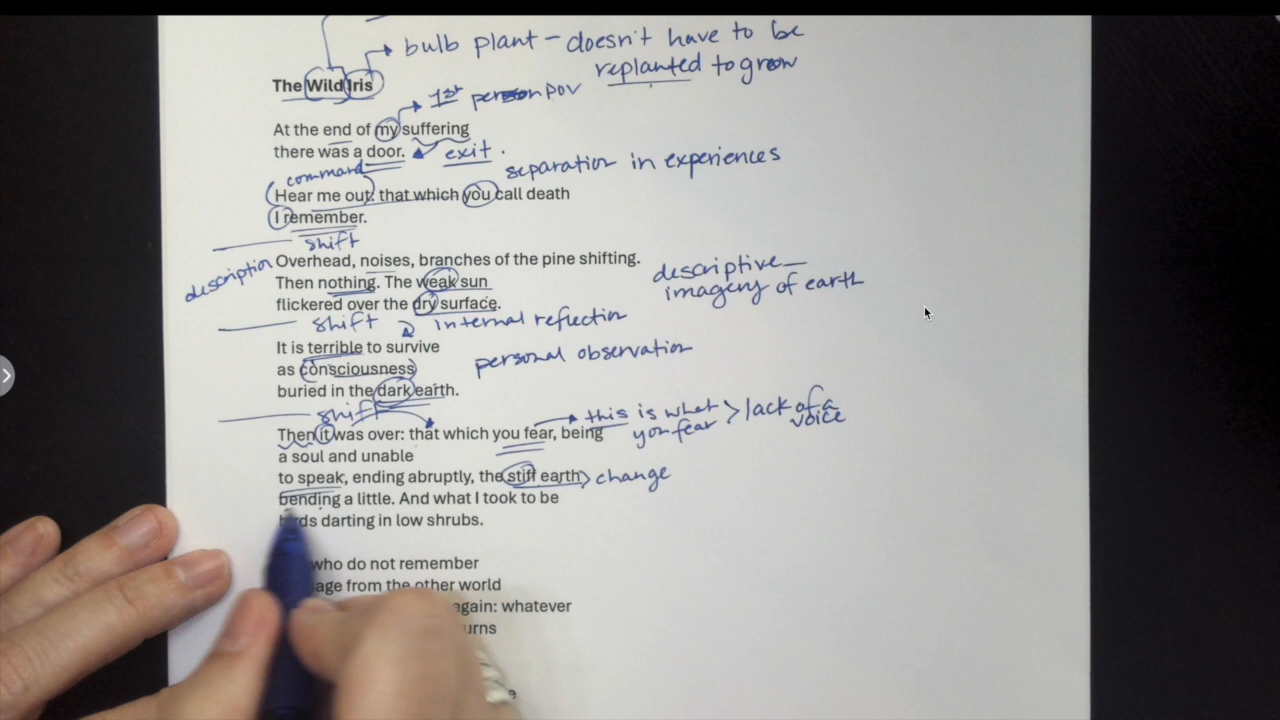 bulb plant - doesn't have to be
replanted to grow
The Wild Iris
1st person POV
At the end of my suffering
there was a door.
exit.
separation in experiences
command
Hear me out: that which you call death
I remember.
shift
description
Overhead, noises, branches of the pine shifting.
Then nothing. The weak sun
flickered over the dry surface.
descriptive
imagery of earth
shift
internal reflection
It is terrible to survive
as consciousness
buried in the dark earth.
personal observation
shift
Then it was over: that which you fear, being
this is what
you fear
lack of a
voice
a soul and unable
to speak, ending abruptly, the stiff earth
change
bending a little. And what I took to be
birds darting in low shrubs.
who do not remember
from the other world
again: whatever